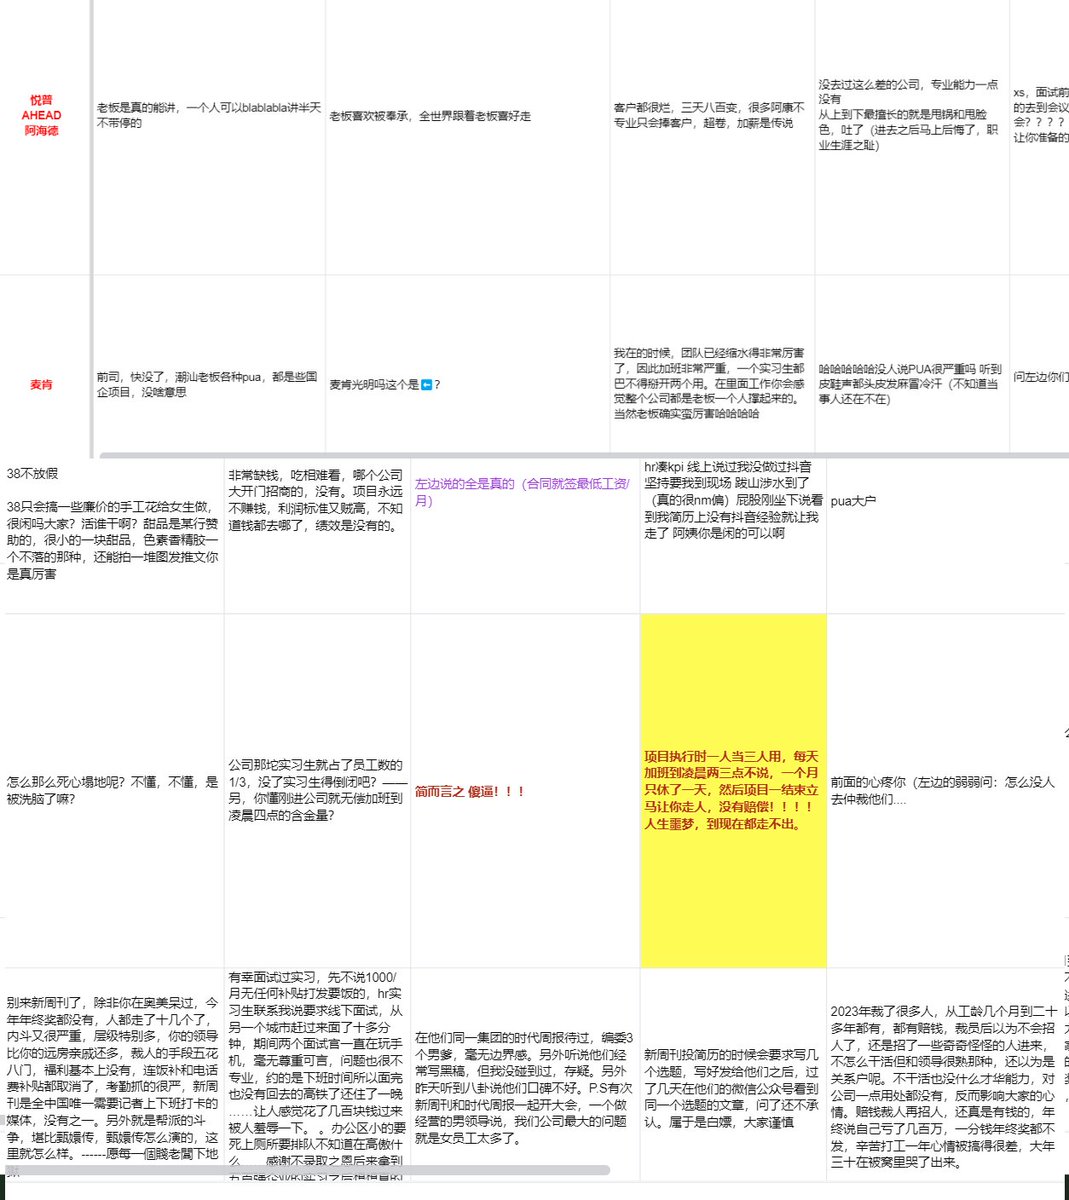 悦普
AHEAD
阿海德
老板是真的能讲，一个人可以blablabla讲半天
不带停的
老板喜欢被奉承，全世界跟着老板喜好走
客户都很烂，三天八百变，很多阿康不
专业只会捧客户，超卷，加薪是传说
没去过这么差的公司，专业能力一点
没有
从上到下最擅长的就是甩锅和甩脸
色，吐了（进去之后马上后悔了，职
业生涯之耻）
xs，面试前
的去到会议
会？？？？
让你准备的
麦肯
前司，快没了，潮汕老板各种pua，都是些国
企项目，没啥意思
麦肯光明吗这个是⬅️？
我在的时候，团队已经缩水得非常厉害
了，因此加班非常严重，一个实习生都
巴不得掰开两个用。在里面工作你会感
觉整个公司都是老板一个人撑起来的。
当然老板确实蛮厉害哈哈哈哈
哈哈哈哈哈没人说PUA很严重吗 听到
皮鞋声都头皮发麻冒冷汗（不知道当
事人还在不在）
问左边你们
38不放假
38只会搞一些廉价的手工花给女生做，
很闲吗大家？活谁干啊？甜品是某行赞
助的，很小的一块甜品，色素香精胶一
个不落的那种，还能拍一堆图发推文你
是真厉害
非常缺钱，吃相难看，哪个公司
大开门招商的，没有。项目永远
不赚钱，利润标准又贼高，不知
道钱都去哪了，绩效是没有的。
左边说的全是真的（合同就签最低工资/
月）
hr凑kpi 线上说过我没做过抖音
坚持要我到现场 跋山涉水到了
（真的很nm偏）屁股刚坐下说看
到我简历上没有抖音经验就让我
走了 阿姨你是闲的可以啊
pua大户
怎么那么死心塌地呢？不懂，不懂，是
被洗脑了嘛？
公司那坨实习生就占了员工数的
1/3，没了实习生得倒闭吧？——
另，你懂刚进公司就无偿加班到
凌晨四点的含金量？
简而言之 傻逼！！！
项目执行时一人当三人用，每天
加班到凌晨两三点不说，一个月
只休了一天，然后项目一结束立
马让你走人，没有赔偿！！！！
人生噩梦，到现在都走不出。
前面的心疼你（左边的弱弱问：怎么没人
去仲裁他们....
别来新周刊了，除非你在奥美呆过，今
年年终奖都没有，人都走了十几个了，
内斗又很严重，层级特别多，你的领导
比你的远房亲戚还多，裁人的手段五花
八门，福利基本上没有，连饭补和电话
费补贴都取消了，考勤抓的很严，新周
刊是全中国唯一需要记者上下班打卡的
媒体，没有之一。另外就是帮派的斗
争，堪比甄嬛传，甄嬛传怎么演的，这
里就怎么样。------愿每一個賤老闆下地
有幸面试过实习，先不说1000/
月无任何补贴打发要饭的，hr实
习生联系我说要求线下面试，从
另一个城市赶过来面了十多分
钟，期间两个面试官一直在玩手
机，毫无尊重可言，问题也很不
专业，约的是下班时间所以面完
也没有回去的高铁了还住了一晚
……让人感觉花了几百块钱过来
被人羞辱一下。 。办公区小的要
死上厕所要排队不知道在高傲什
么 感谢不录取之恩后来拿到
在他们同一集团的时代周报待过，编委3
个男爹，毫无边界感。另外听说他们经
常写黑稿，但我没碰到过，存疑。另外
昨天听到八卦说他们口碑不好。P.S有次
新周刊和时代周报一起开大会，一个做
经营的男领导说，我们公司最大的问题
就是女员工太多了。
新周刊投简历的时候会要求写几
个选题，写好发给他们之后，过
了几天在他们的微信公众号看到
同一个选题的文章，问了还不承
认。属于是白嫖，大家谨慎
2023年裁了很多人，从工龄几个月到二十
多年都有，都有赔钱，裁员后以为不会招
人了，还是招了一些奇奇怪怪的人进来，
不怎么干活但和领导很熟那种，还以为是
关系户呢。不干活也没什么才华能力，对
公司一点用处都没有，反而影响大家的心
情。赔钱裁人再招人，还真是有钱的，年
终说自己亏了几百万，一分钱年终奖都不
发，辛苦打工一年心情被搞得很差，大年
三十在被窝里哭了出来。